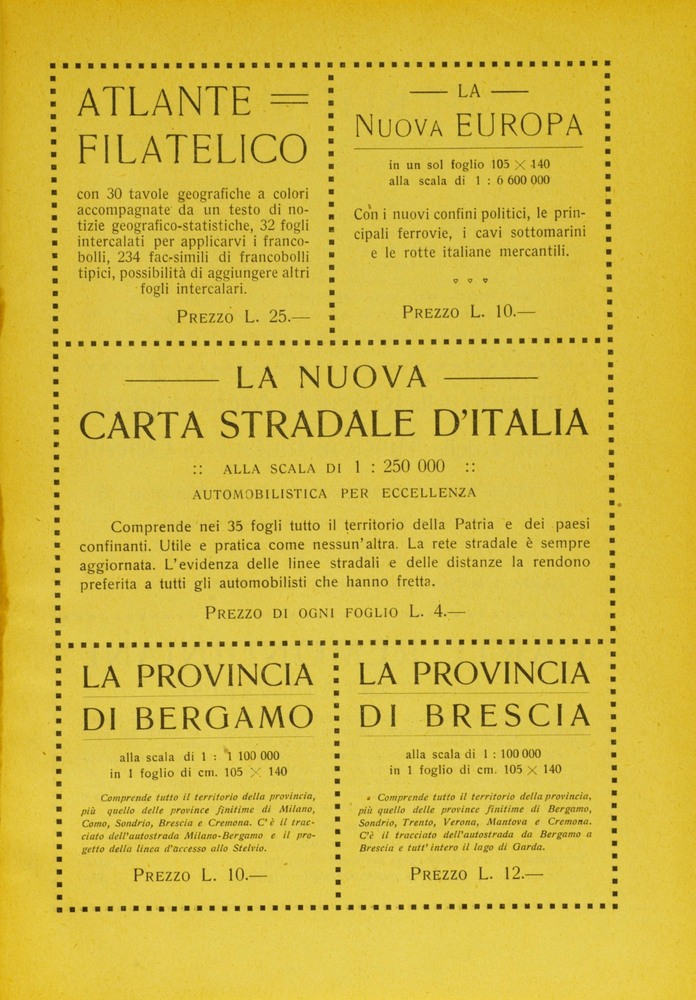 ATLANTE
FILATELICO
con 30 tavole geografiche a colori
accompagnate da un testo di no-
tizie geografico-statistiche, 32 fogli
intercalati per applicarvi i franco-
bolli, 234 fac-simili di francobolli
tipici, possibilità di aggiungere altri
fogli intercalari.
PREZZO L. 25.—
— LA —
NUOVA EUROPA
in un sol foglio 105 × 140
alla scala di 1 : 6 600 000
Con i nuovi confini politici, le prin-
cipali ferrovie, i cavi sottomarini
e le rotte italiane mercantili.
PREZZO L. 10.—
— LA NUOVA —
CARTA STRADALE D'ITALIA
:: ALLA SCALA DI 1 : 250 000 ::
AUTOMOBILISTICA PER ECCELLENZA
Comprende nei 35 fogli tutto il territorio della Patria e dei paesi
confinanti. Utile e pratica come nessun'altra. La rete stradale è sempre
aggiornata. L'evidenza delle linee stradali e delle distanze la rendono
preferita a tutti gli automobilisti che hanno fretta.
PREZZO DI OGNI FOGLIO L. 4.—
LA PROVINCIA
DI BERGAMO
alla scala di 1 : 1 100 000
in 1 foglio di cm. 105 × 140
Comprende tutto il territorio della provincia,
più quello delle province finitime di Milano,
Como, Sondrio, Brescia e Cremona. C'è il trac-
ciato dell'autostrada Milano-Bergamo e il pro-
getto della linea d'accesso allo Stelvio.
PREZZO L. 10.—
LA PROVINCIA
DI BRESCIA
alla scala di 1 : 100 000
in 1 foglio di cm. 105 × 140
Comprende tutto il territorio della provincia,
più quello delle province finitime di Bergamo,
Sondrio, Trento, Verona, Mantova e Cremona.
C'è il tracciato dell'autostrada da Bergamo a
Brescia e tutt'intero il lago di Garda.
PREZZO L. 12.—